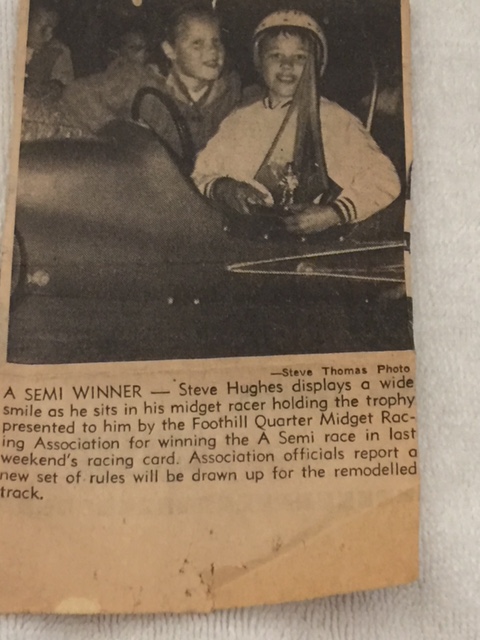 —Steve Thomas Photo
A SEMI WINNER — Steve Hughes displays a wide
smile as he sits in his midget racer holding the trophy
presented to him by the Foothill Quarter Midget Rac-
ing Association for winning the A Semi race in last
weekend's racing card. Association officials report a
new set of rules will be drawn up for the remodelled
track.